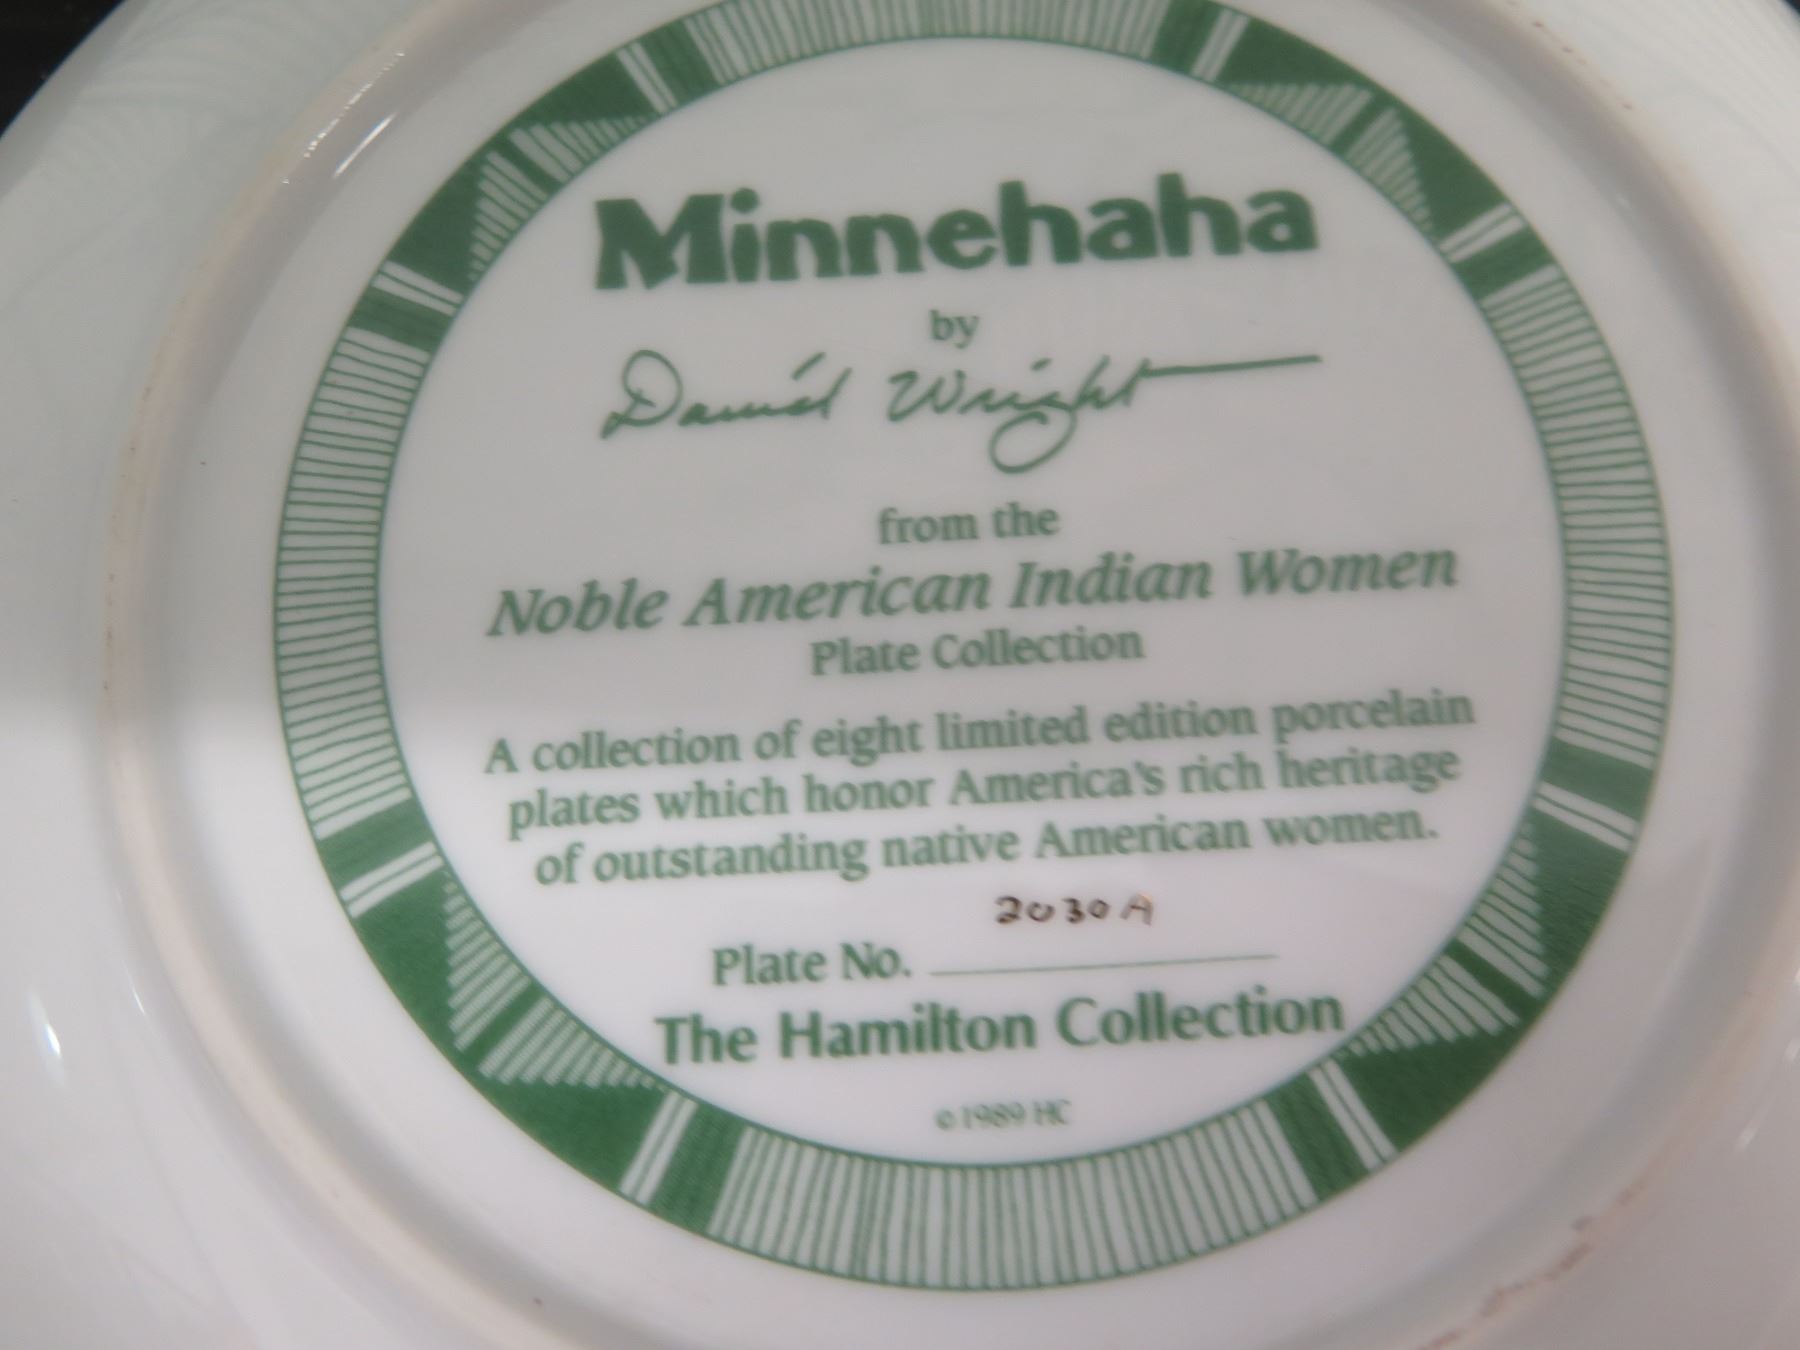 Minnehaha
by
David Wright
from the
Noble American Indian Women
Plate Collection
A collection of eight limited edition porcelain
plates which honor America's rich heritage
of outstanding native American women.
2030A
Plate No.
The Hamilton Collection
©1989 HC